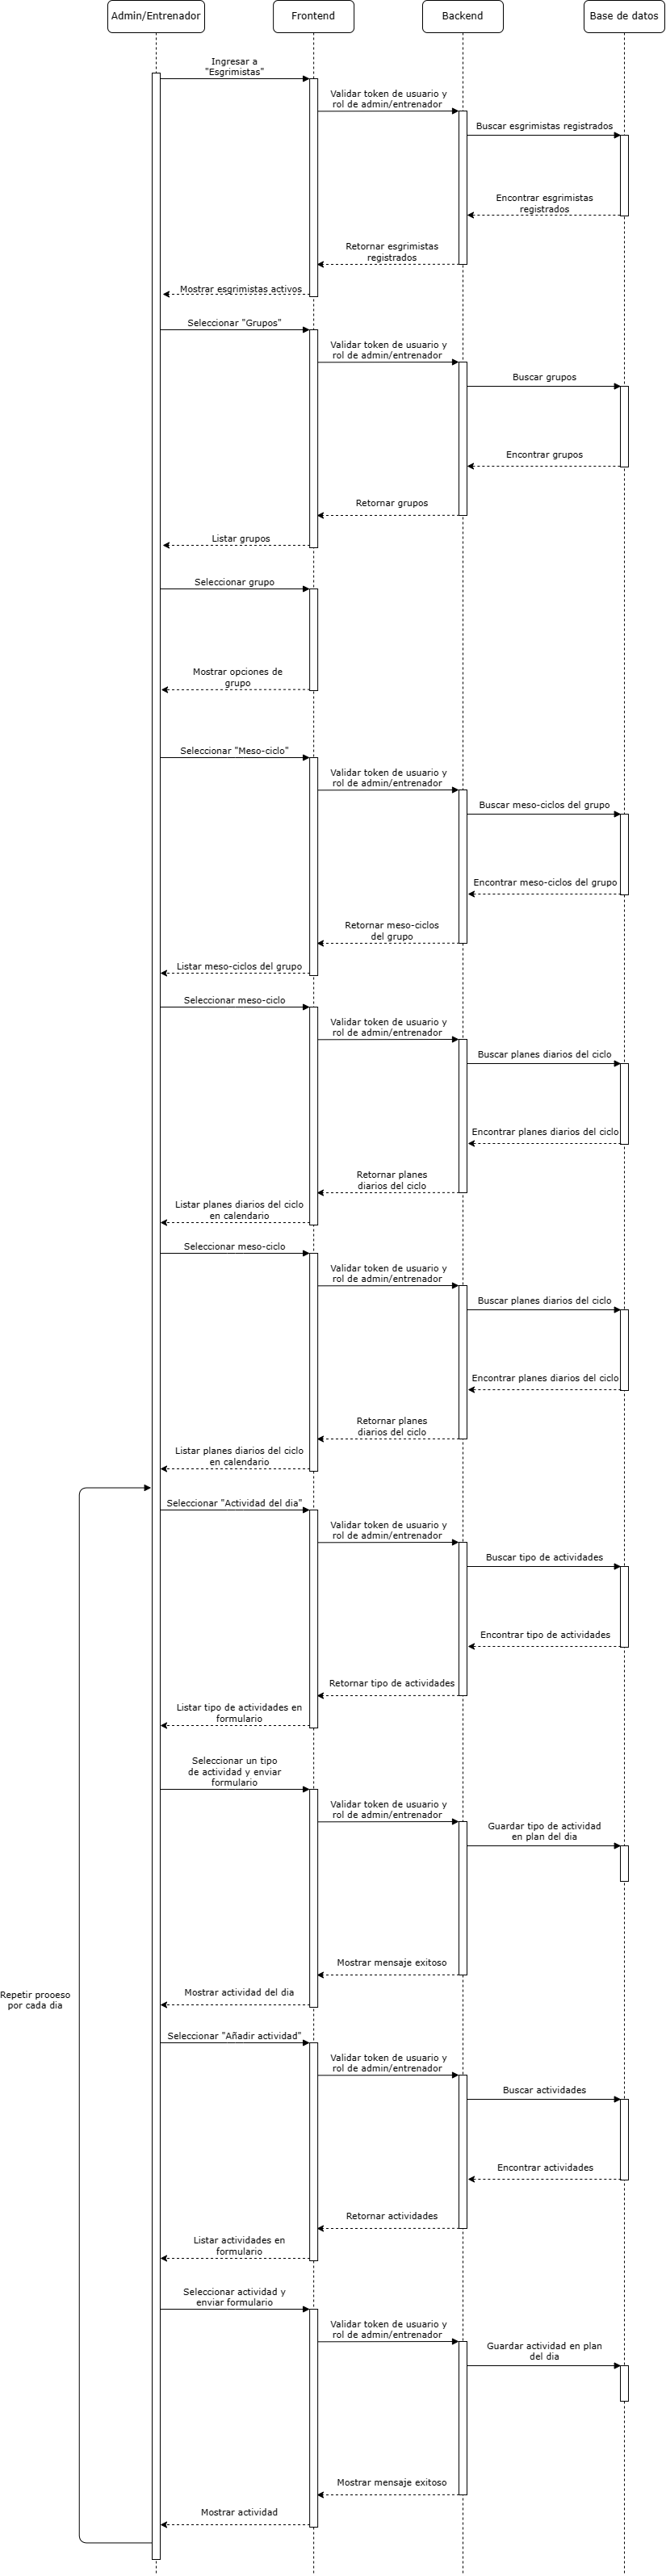 Admin/Entrenador
Frontend
Backend
Base de datos
Ingresar a
"Esgrimistas"
Validar token de usuario y
rol de admin/entrenador
Buscar esgrimistas registrados
Encontrar esgrimistas
registrados
Retornar esgrimistas
registrados
Mostrar esgrimistas activos
Seleccionar "Grupos"
Validar token de usuario y
rol de admin/entrenador
Buscar grupos
Encontrar grupos
Retornar grupos
Listar grupos
Seleccionar grupo
Mostrar opciones de
grupo
Seleccionar "Meso-ciclo"
Validar token de usuario y
rol de admin/entrenador
Buscar meso-ciclos del grupo
Encontrar meso-ciclos del grupo
Retornar meso-ciclos
del grupo
Listar meso-ciclos del grupo
Seleccionar meso-ciclo
Validar token de usuario y
rol de admin/entrenador
Buscar planes diarios del ciclo
Encontrar planes diarios del ciclo
Retornar planes
diarios del ciclo
Listar planes diarios del ciclo
en calendario
Seleccionar meso-ciclo
Validar token de usuario y
rol de admin/entrenador
Buscar planes diarios del ciclo
Encontrar planes diarios del ciclo
Retornar planes
diarios del ciclo
Listar planes diarios del ciclo
en calendario
Seleccionar "Actividad del dia"
Validar token de usuario y
rol de admin/entrenador
Buscar tipo de actividades
Encontrar tipo de actividades
Retornar tipo de actividades
Listar tipo de actividades en
formulario
Seleccionar un tipo
de actividad y enviar
formulario
Validar token de usuario y
rol de admin/entrenador
Guardar tipo de actividad
en plan del dia
Mostrar mensaje exitoso
Mostrar actividad del dia
Repetir proceso
por cada dia
Seleccionar "Añadir actividad"
Validar token de usuario y
rol de admin/entrenador
Buscar actividades
Encontrar actividades
Retornar actividades
Listar actividades en
formulario
Seleccionar actividad y
enviar formulario
Validar token de usuario y
rol de admin/entrenador
Guardar actividad en plan
del dia
Mostrar mensaje exitoso
Mostrar actividad